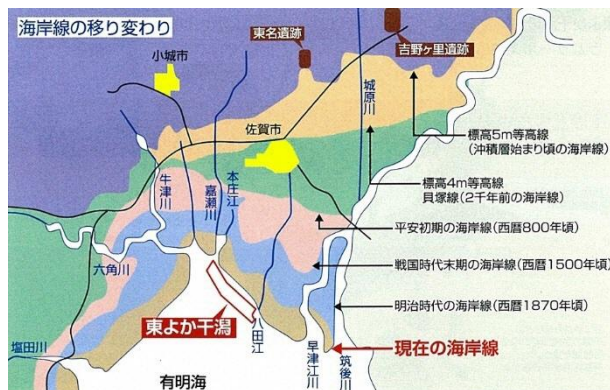 海岸線の移り変わり
東名遺跡
吉野ヶ里遺跡
小城市
城原川
佐賀市
標高5m等高線
(沖積層始まり頃の海岸線)
標高4m等高線
貝塚線(2千年前の海岸線)
牛津川
嘉瀬川
本庄江
平安初期の海岸線(西暦800年頃)
戦国時代末期の海岸線(西暦1500年頃)
六角川
明治時代の海岸線(西暦1870年頃)
東よか干潟
八田江
塩田川
早津江川
筑後川
現在の海岸線
有明海